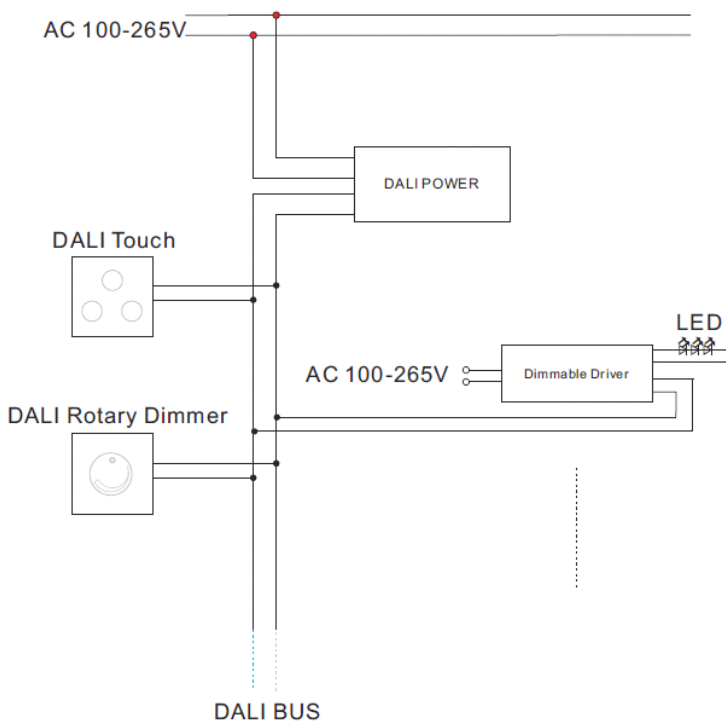 AC 100-265V
DALI POWER
DALI Touch
LED
AC 100-265V
Dimmable Driver
DALI Rotary Dimmer
DALI BUS